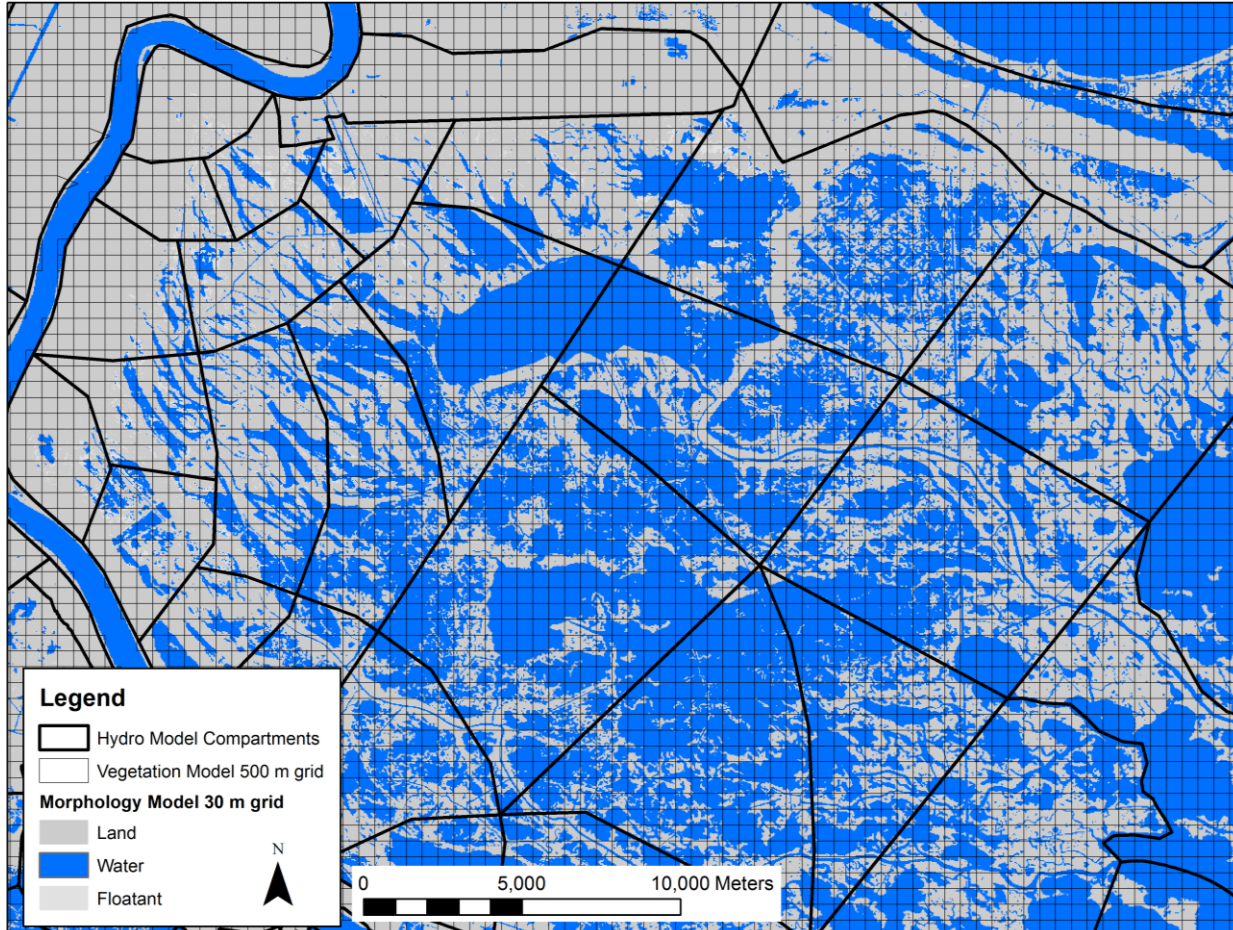 Legend
Hydro Model Compartments
Vegetation Model 500 m grid
Morphology Model 30 m grid
Land
Water
Floatant
N
0 5,000 10,000 Meters